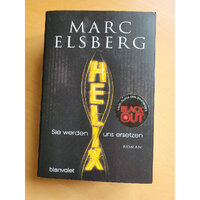 MARC
ELSBERG
HELIX
Sie werden uns ersetzen
BLACK
OUT
ROMAN
blanvalet